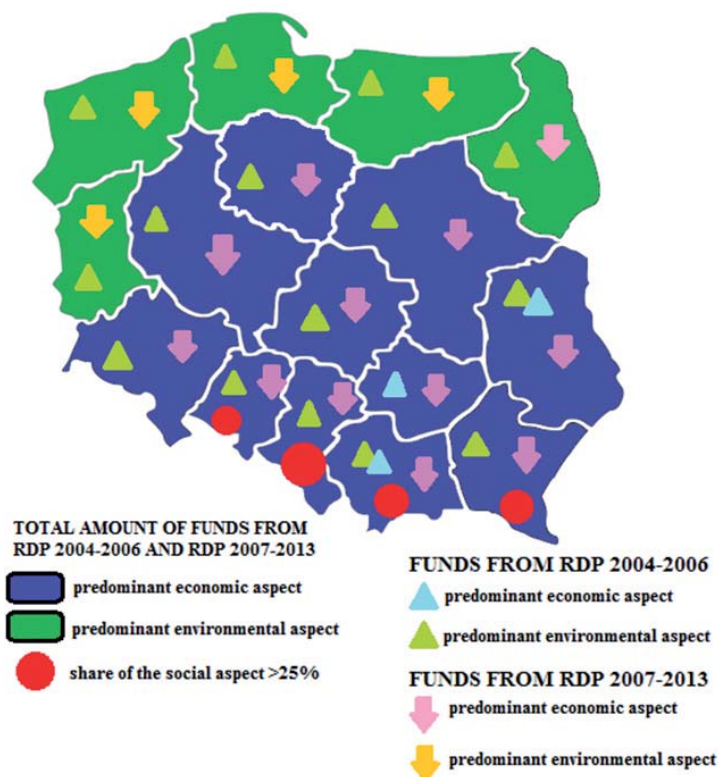 TOTAL AMOUNT OF FUNDS FROM
RDP 2004-2006 AND RDP 2007-2013
predominant economic aspect
predominant environmental aspect
share of the social aspect >25%
FUNDS FROM RDP 2004-2006
predominant economic aspect
predominant environmental aspect
FUNDS FROM RDP 2007-2013
predominant economic aspect
predominant environmental aspect